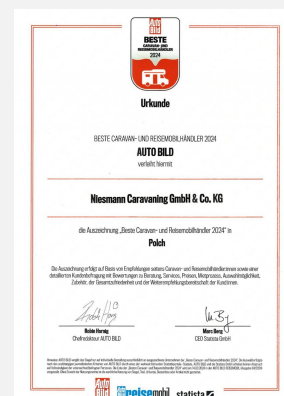 Auto
Bild
BESTE
CARAVAN- UND
REISEMOBILHÄNDLER
2024
Urkunde
BESTE CARAVAN- UND REISEMOBILHÄNDLER 2024
AUTO BILD
verleiht hiermit
Niesmann Caravaning GmbH & Co. KG
die Auszeichnung „Beste Caravan- und Reisemobilhändler 2024" in
Polch
Die Auszeichnung erfolgt auf Basis von Empfehlungen seitens Caravan- und Reisemobilhändler:innen sowie einer
detaillierten Kundenbefragung mit Bewertungen zu Beratung, Services, Preisen, Mietprozess, Auswahlmöglichkeit,
Zubehör, der Gesamtzufriedenheit und der Weiterempfehlungsbereitschaft der Kund:innen.
Robin Hornig
Chefredakteur AUTO BILD
Marc Berg
CEO Statista GmbH
Auto
Bild
reisemobil
statista